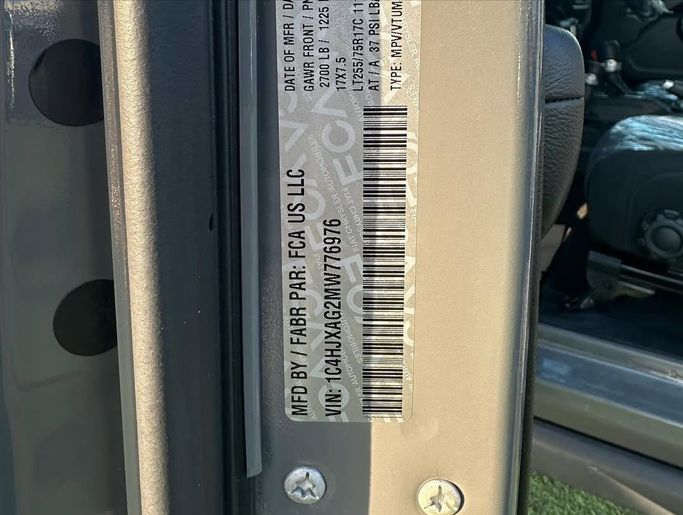 MFD BY / FABR PAR: FCA US LLC
VIN: 1C4HJXAG2MW776976
DATE OF MFR / DA
GAWR FRONT / PN
2700 LB / 1225
17X7.5
LT255/75R17C 11
AT / A 37 PSI LB
TYPE: MPV/VTUM